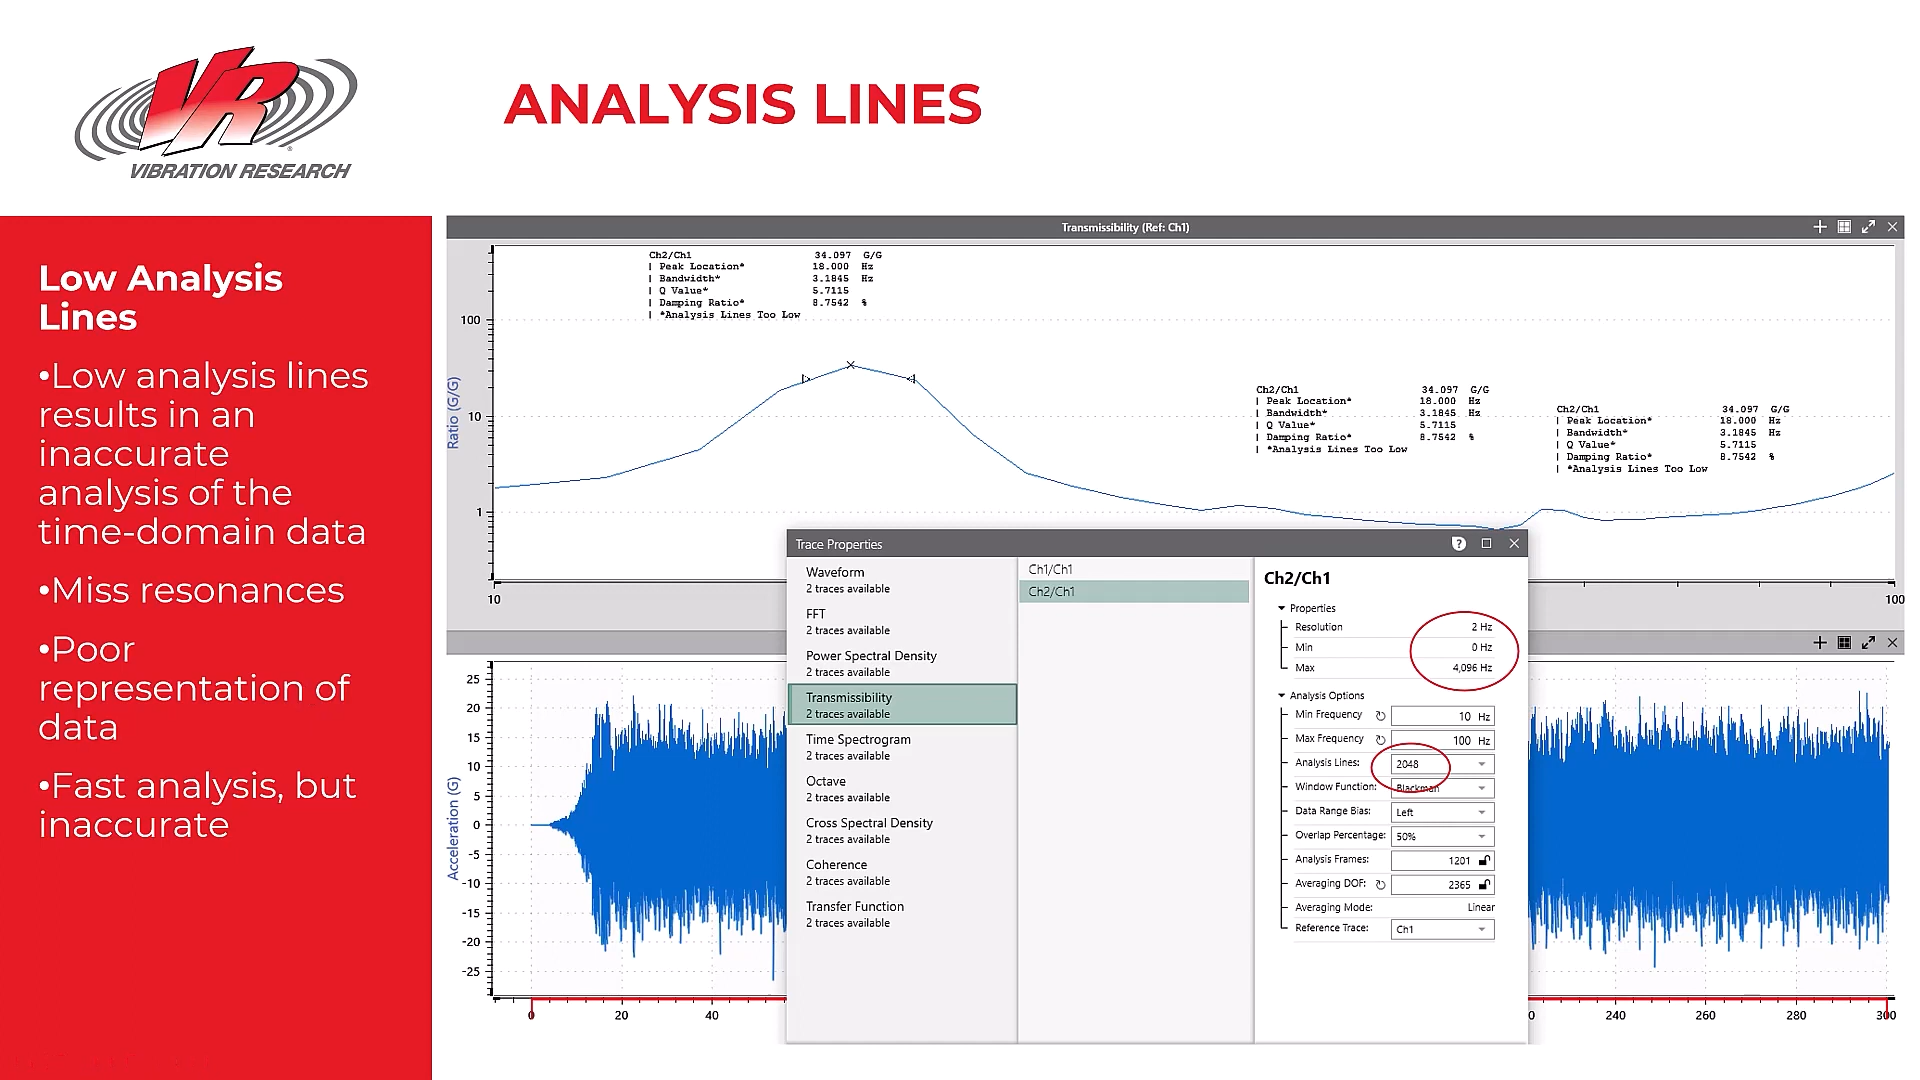 VR
VIBRATION RESEARCH
ANALYSIS LINES
Low Analysis
Lines
•Low analysis lines
results in an
inaccurate
analysis of the
time-domain data
•Miss resonances
•Poor
representation of
data
•Fast analysis, but
inaccurate
Transmissibility (Ref: Ch1)
Ch2/Ch1 34.097 G/G
| Peak Location* 18.000 Hz
| Bandwidth* 3.1845 Hz
| Q Value* 5.7115
| Damping Ratio* 8.7542 %
| *Analysis Lines Too Low
Ch2/Ch1 34.097 G/G
| Peak Location* 18.000 Hz
| Bandwidth* 3.1845 Hz
| Q Value* 5.7115
| Damping Ratio* 8.7542 %
| *Analysis Lines Too Low
Ch2/Ch1 34.097 G/G
| Peak Location* 18.000 Hz
| Bandwidth* 3.1845 Hz
| Q Value* 5.7115
| Damping Ratio* 8.7542 %
| *Analysis Lines Too Low
Ratio (G/G)
100
10
1
10
100
Trace Properties
?
Waveform
2 traces available
FFT
2 traces available
Power Spectral Density
2 traces available
Transmissibility
2 traces available
Time Spectrogram
2 traces available
Octave
2 traces available
Cross Spectral Density
2 traces available
Coherence
2 traces available
Transfer Function
2 traces available
Ch1/Ch1
Ch2/Ch1
Ch2/Ch1
Properties
Resolution 2 Hz
Min 0 Hz
Max 4,096 Hz
Analysis Options
Min Frequency 10 Hz
Max Frequency 100 Hz
Analysis Lines: 2048
Window Function: Blackman
Data Range Bias: Left
Overlap Percentage: 50%
Analysis Frames: 1201
Averaging DOF: 2365
Averaging Mode: Linear
Reference Trace: Ch1
Acceleration (G)
25
20
15
10
5
0
-5
-10
-15
-20
-25
0 20 40 0 240 260 280 300